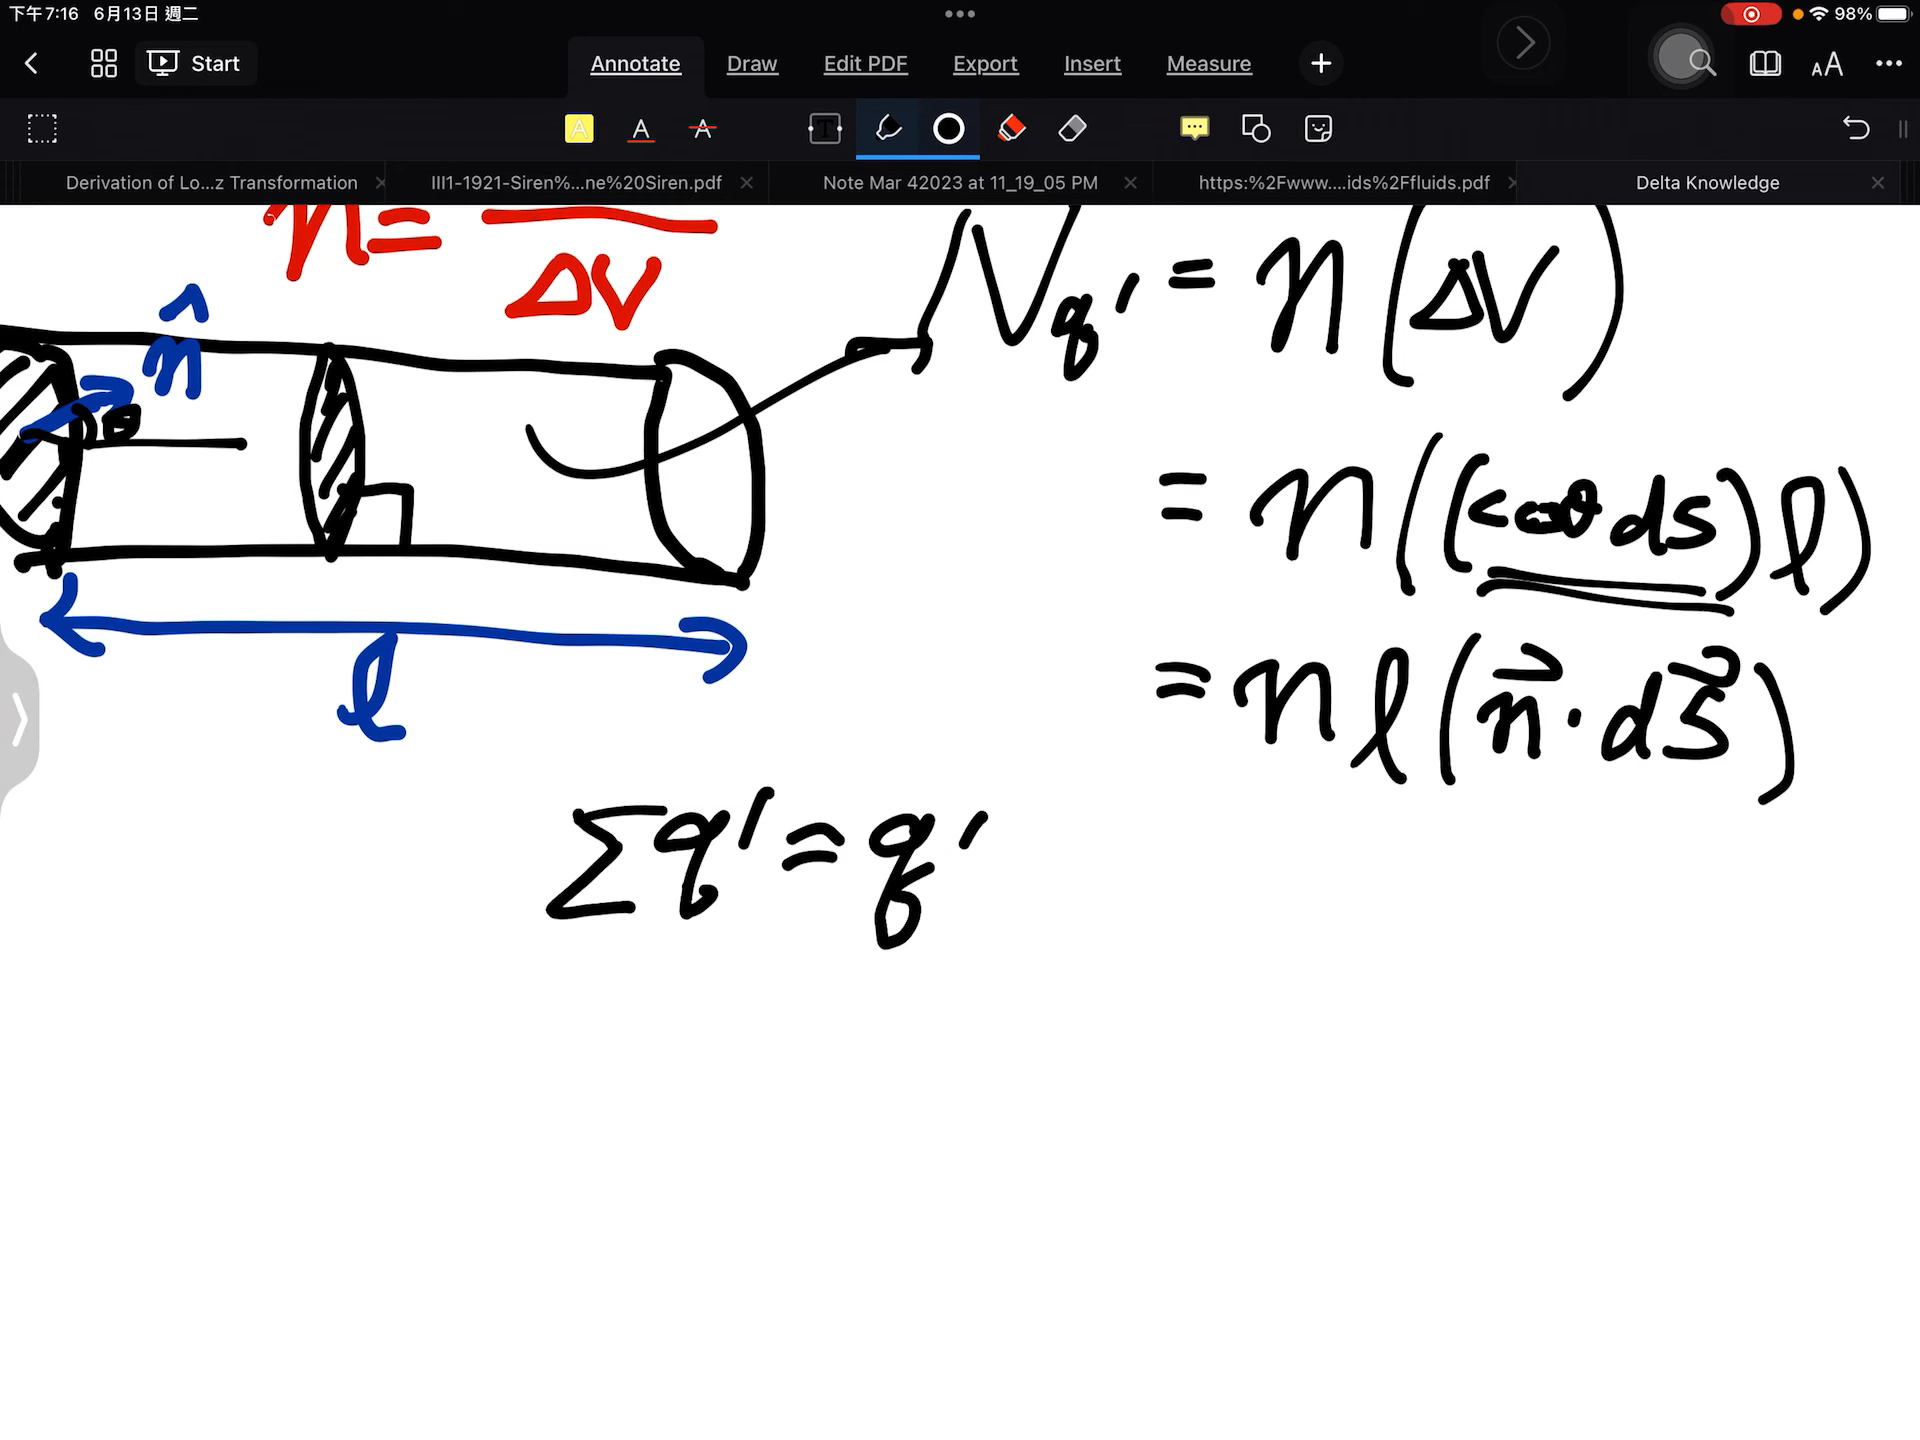 下午7:16 6月13日 週二
98%
Start
Annotate Draw Edit PDF Export Insert Measure
AA
A A A T
Derivation of Lo...z Transformation
III1-1921-Siren%...ne%20Siren.pdf
Note Mar 42023 at 11_19_05 PM
https:%2Fwww....ids%2Ffluids.pdf
Delta Knowledge
n =
ΔV
n̂
θ
l
N_q' = n(ΔV)
= n((cosθ dS)l)
= nl(n⃗·dS⃗)
Σq' = q'